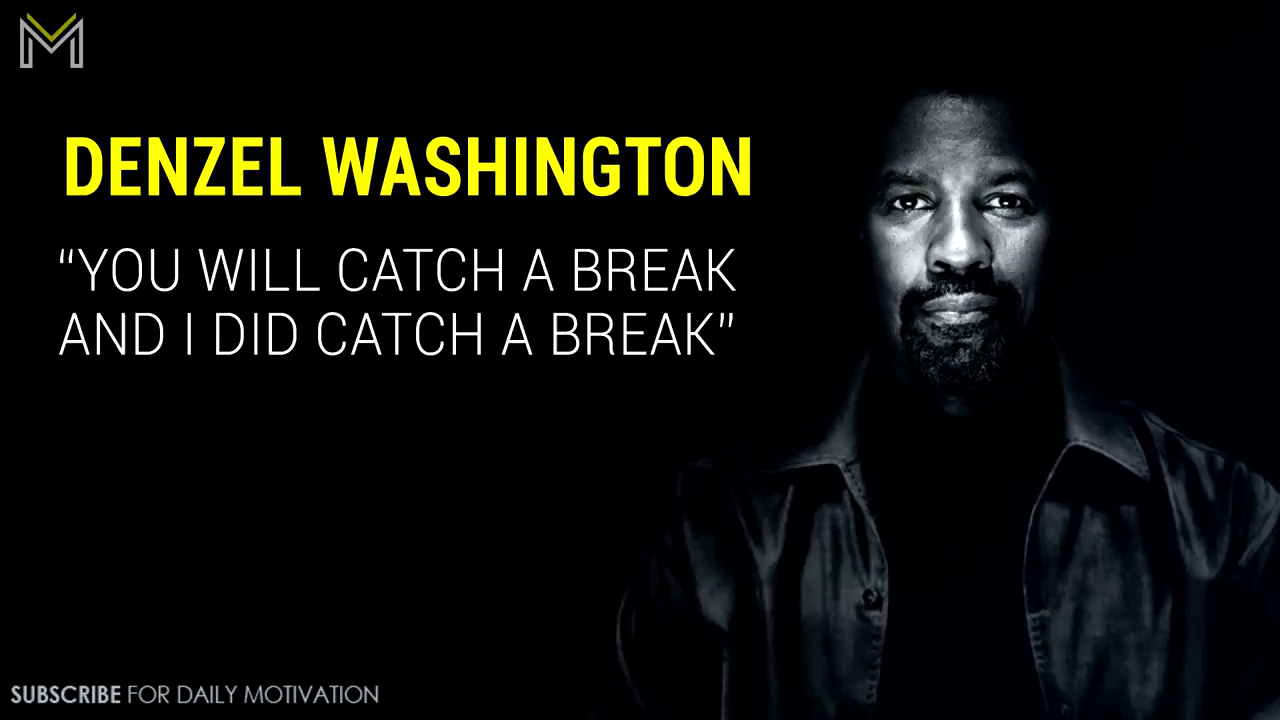 DENZEL WASHINGTON
“YOU WILL CATCH A BREAK
AND I DID CATCH A BREAK”
SUBSCRIBE FOR DAILY MOTIVATION